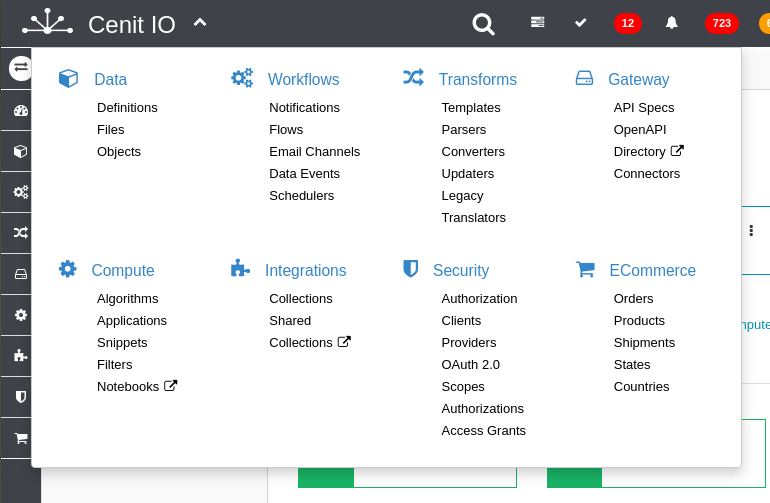 Cenit IO
12
723
Data
Definitions
Files
Objects
Workflows
Notifications
Flows
Email Channels
Data Events
Schedulers
Transforms
Templates
Parsers
Converters
Updaters
Legacy
Translators
Gateway
API Specs
OpenAPI
Directory
Connectors
Compute
Algorithms
Applications
Snippets
Filters
Notebooks
Integrations
Collections
Shared
Collections
Security
Authorization
Clients
Providers
OAuth 2.0
Scopes
Authorizations
Access Grants
ECommerce
Orders
Products
Shipments
States
Countries